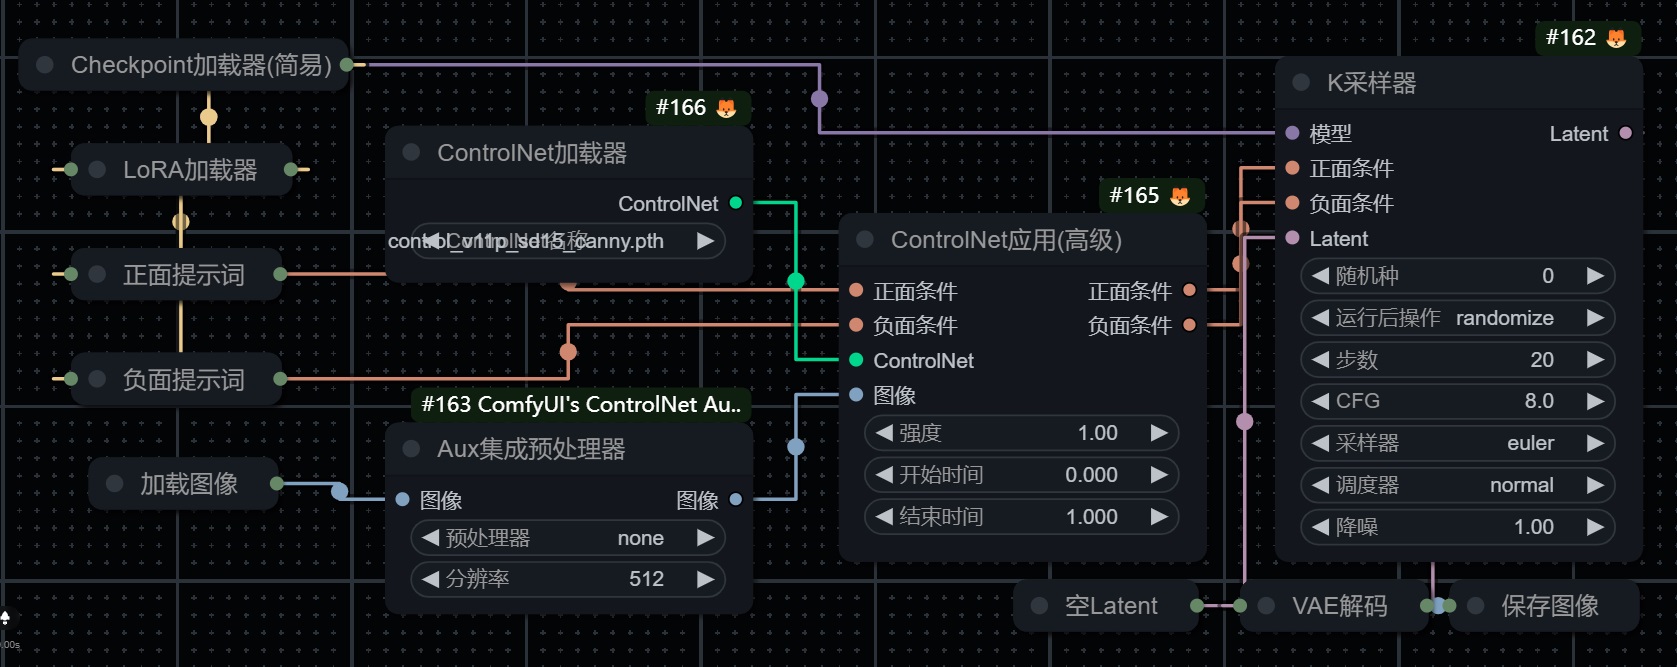 Checkpoint加载器(简易)
LoRA加载器
正面提示词
负面提示词
加载图像
#166
ControlNet加载器
ControlNet
control_v11p_sd15_canny.pth
#163 ComfyUI's ControlNet Au..
Aux集成预处理器
图像 图像
预处理器 none
分辨率 512
#165
ControlNet应用(高级)
正面条件 正面条件
负面条件 负面条件
ControlNet
图像
强度 1.00
开始时间 0.000
结束时间 1.000
#162
K采样器
模型 Latent
正面条件
负面条件
Latent
随机种 0
运行后操作 randomize
步数 20
CFG 8.0
采样器 euler
调度器 normal
降噪 1.00
空Latent
VAE解码
保存图像